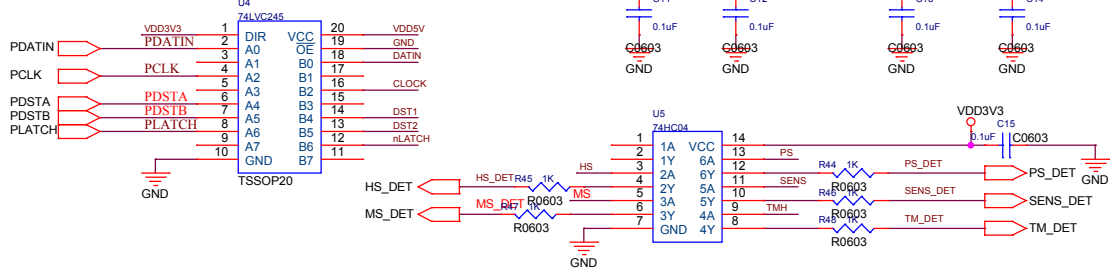 U4
74LVC245
VDD3V3 1 DIR VCC 20 VDD5V
PDATIN PDATIN 2 A0 OE 19 GND
3 A1 B0 18 DATIN
PCLK PCLK 4 A2 B1 17
5 A3 B2 16 CLOCK
PDSTA PDSTA 6 A4 B3 15
PDSTB PDSTB 7 A5 B4 14 DST1
PLATCH PLATCH 8 A6 B5 13 DST2
9 A7 B6 12 nLATCH
10 GND B7 11
GND
TSSOP20
0.1uF 0.1uF 0.1uF 0.1uF
C0603 C0603 C0603 C0603
GND GND GND GND
U5
74HC04
VDD3V3
C15
0.1uF C0603
GND
1 1A VCC 14
2 1Y 6A 13 PS
HS 3 2A 6Y 12 R44 1K PS_DET PS_DET
R0603
HS_DET HS_DET R45 1K 4 2Y 5A 11 SENS
R0603
MS 5 3A 5Y 10 R46 1K SENS_DET SENS_DET
R0603
MS_DET MS_DET R47 1K 6 3Y 4A 9 TMH
R0603
7 GND 4Y 8 R48 1K TM_DET TM_DET
R0603
GND